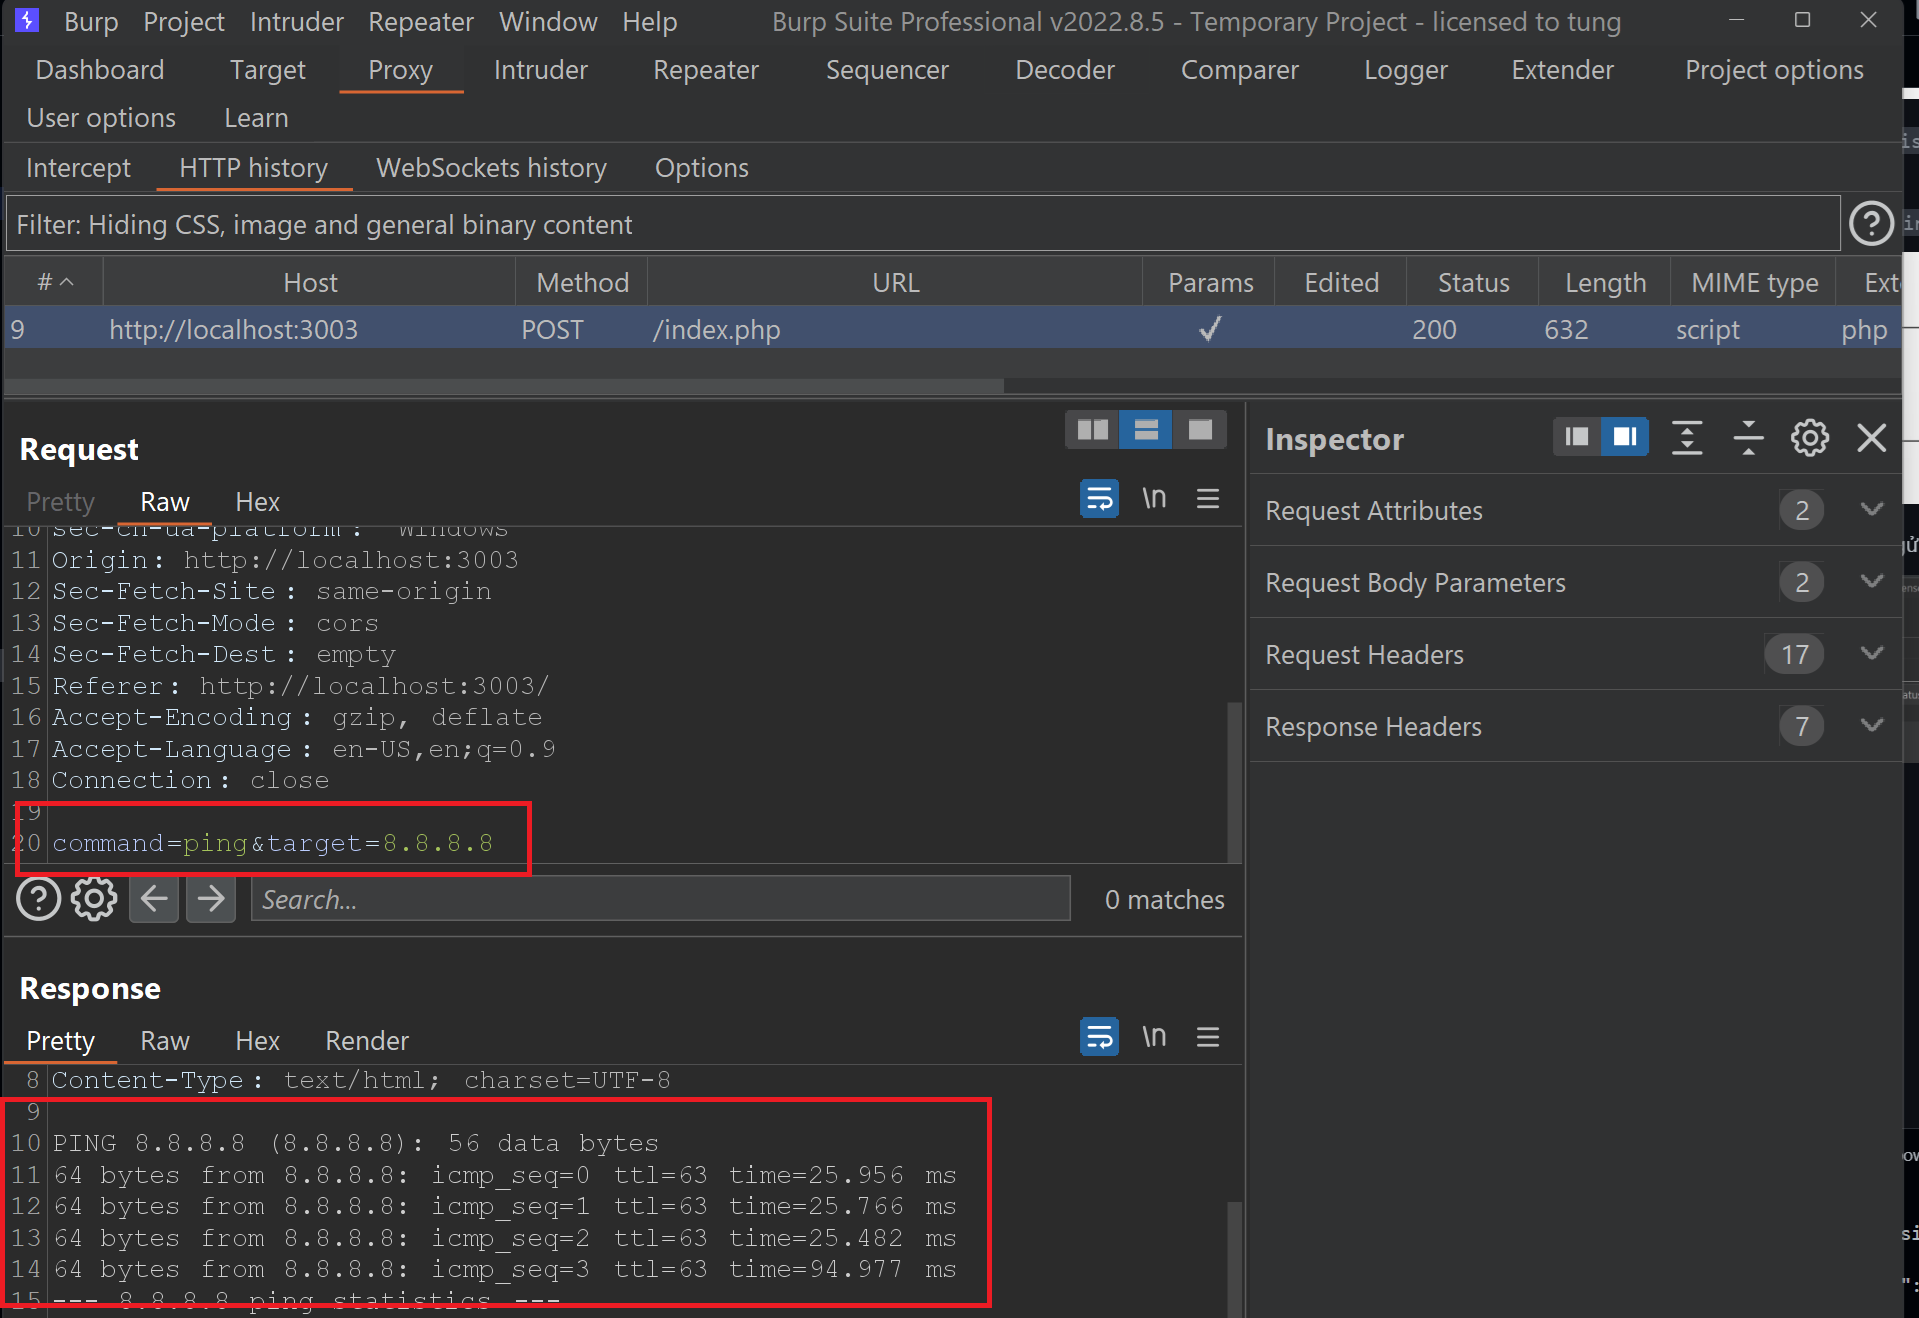 Burp Project Intruder Repeater Window Help Burp Suite Professional v2022.8.5 - Temporary Project - licensed to tung
Dashboard Target Proxy Intruder Repeater Sequencer Decoder Comparer Logger Extender Project options
User options Learn
Intercept HTTP history WebSockets history Options
Filter: Hiding CSS, image and general binary content
# Host Method URL Params Edited Status Length MIME type Ext
9 http://localhost:3003 POST /index.php ✓ 200 632 script php
Request
Pretty Raw Hex \n
10 sec-ch-ua-platform: "Windows"
11 Origin: http://localhost:3003
12 Sec-Fetch-Site: same-origin
13 Sec-Fetch-Mode: cors
14 Sec-Fetch-Dest: empty
15 Referer: http://localhost:3003/
16 Accept-Encoding: gzip, deflate
17 Accept-Language: en-US,en;q=0.9
18 Connection: close
19
20 command=ping&target=8.8.8.8
Search... 0 matches
Response
Pretty Raw Hex Render \n
8 Content-Type: text/html; charset=UTF-8
9
10 PING 8.8.8.8 (8.8.8.8): 56 data bytes
11 64 bytes from 8.8.8.8: icmp_seq=0 ttl=63 time=25.956 ms
12 64 bytes from 8.8.8.8: icmp_seq=1 ttl=63 time=25.766 ms
13 64 bytes from 8.8.8.8: icmp_seq=2 ttl=63 time=25.482 ms
14 64 bytes from 8.8.8.8: icmp_seq=3 ttl=63 time=94.977 ms
15 --- 8.8.8.8 ping statistics ---
Inspector
Request Attributes 2
Request Body Parameters 2
Request Headers 17
Response Headers 7